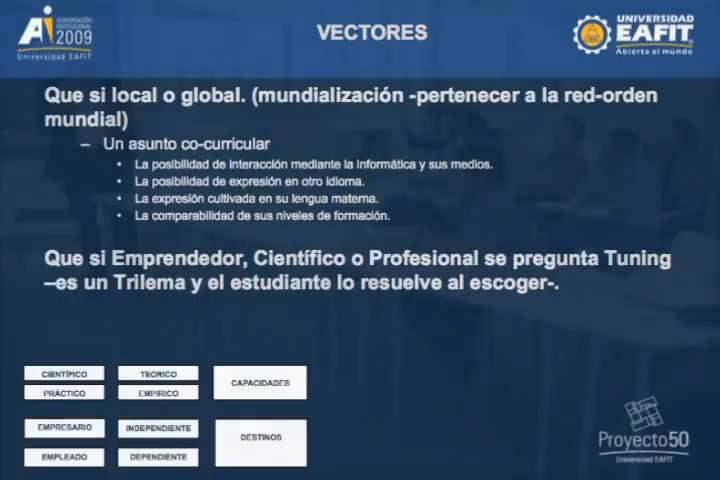 ACREDITACIÓN
INSTITUCIONAL
2009
Universidad EAFIT
VECTORES
UNIVERSIDAD
EAFIT
Abierta al mundo
Que si local o global. (mundialización -pertenecer a la red-orden
mundial)
– Un asunto co-curricular
• La posibilidad de interacción mediante la informática y sus medios.
• La posibilidad de expresión en otro idioma.
• La expresión cultivada en su lengua materna.
• La comparabilidad de sus niveles de formación.
Que si Emprendedor, Científico o Profesional se pregunta Tuning
–es un Trilema y el estudiante lo resuelve al escoger-.
CIENTÍFICO
TEORICO
CAPACIDADES
PRÁCTICO
EMPIRICO
EMPRESARIO
INDEPENDIENTE
DESTINOS
EMPLEADO
DEPENDIENTE
Proyecto50
Universidad EAFIT